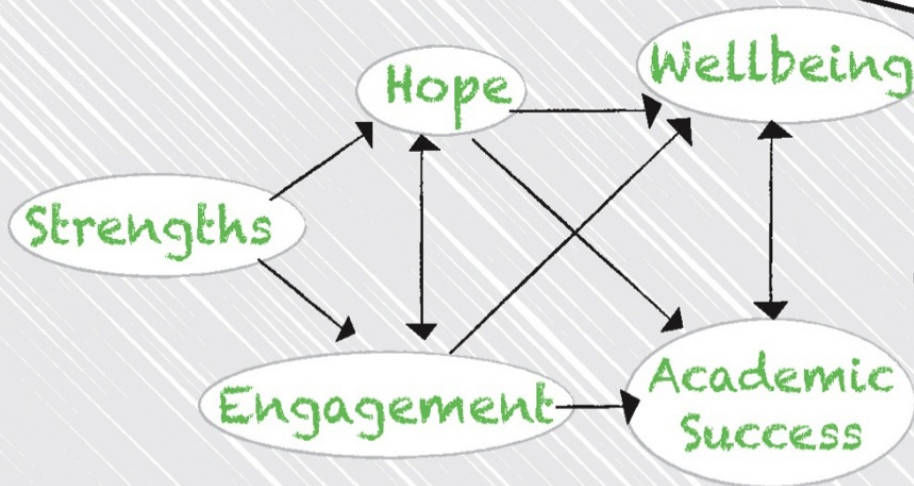 Hope
Wellbeing
Strengths
Engagement
Academic
Success